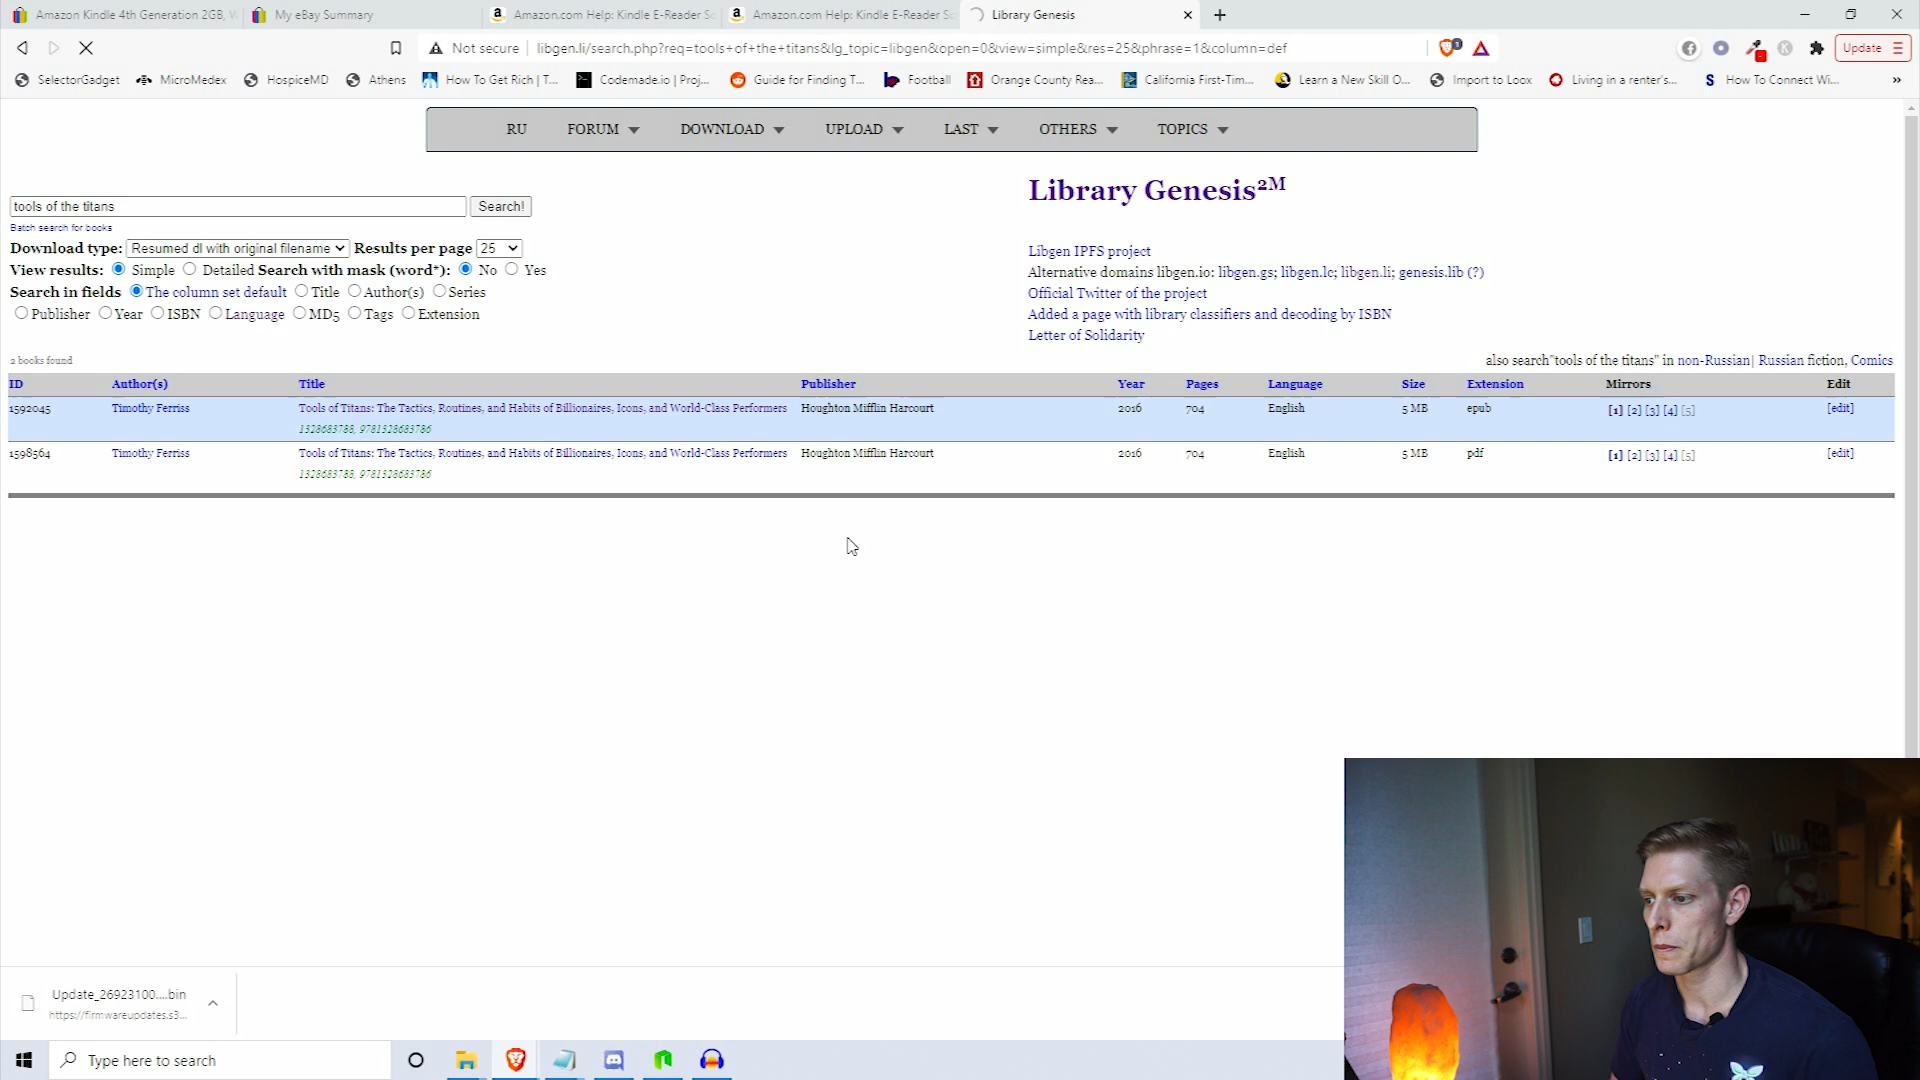 Amazon Kindle 4th Generation 2GB, W
My eBay Summary
Amazon.com Help: Kindle E-Reader So
Amazon.com Help: Kindle E-Reader So
Library Genesis
Not secure
libgen.li/search.php?req=tools+of+the+titans&lg_topic=libgen&open=0&view=simple&res=25&phrase=1&column=def
Update
SelectorGadget
MicroMedex
HospiceMD
Athens
How To Get Rich | T...
Codemade.io | Proj...
Guide for Finding T...
Football
Orange County Rea...
California First-Tim...
Learn a New Skill O...
Import to Loox
Living in a renter's...
How To Connect Wi...
»
RU FORUM DOWNLOAD UPLOAD LAST OTHERS TOPICS
Library Genesis2M
tools of the titans Search!
Batch search for books
Download type: Resumed dl with original filename Results per page 25
View results: Simple Detailed Search with mask (word*): No Yes
Search in fields The column set default Title Author(s) Series
Publisher Year ISBN Language MD5 Tags Extension
Libgen IPFS project
Alternative domains libgen.io: libgen.gs; libgen.lc; libgen.li; genesis.lib (?)
Official Twitter of the project
Added a page with library classifiers and decoding by ISBN
Letter of Solidarity
2 books found
also search"tools of the titans" in non-Russian| Russian fiction, Comics
ID Author(s) Title Publisher Year Pages Language Size Extension Mirrors Edit
1592045 Timothy Ferriss Tools of Titans: The Tactics, Routines, and Habits of Billionaires, Icons, and World-Class Performers Houghton Mifflin Harcourt 2016 704 English 5 MB epub [1] [2] [3] [4] [5] [edit]
1328683788, 9781328683786
1598564 Timothy Ferriss Tools of Titans: The Tactics, Routines, and Habits of Billionaires, Icons, and World-Class Performers Houghton Mifflin Harcourt 2016 704 English 5 MB pdf [1] [2] [3] [4] [5] [edit]
1328683788, 9781328683786
Update_26923100....bin
https://firmwareupdates.s3...
Type here to search